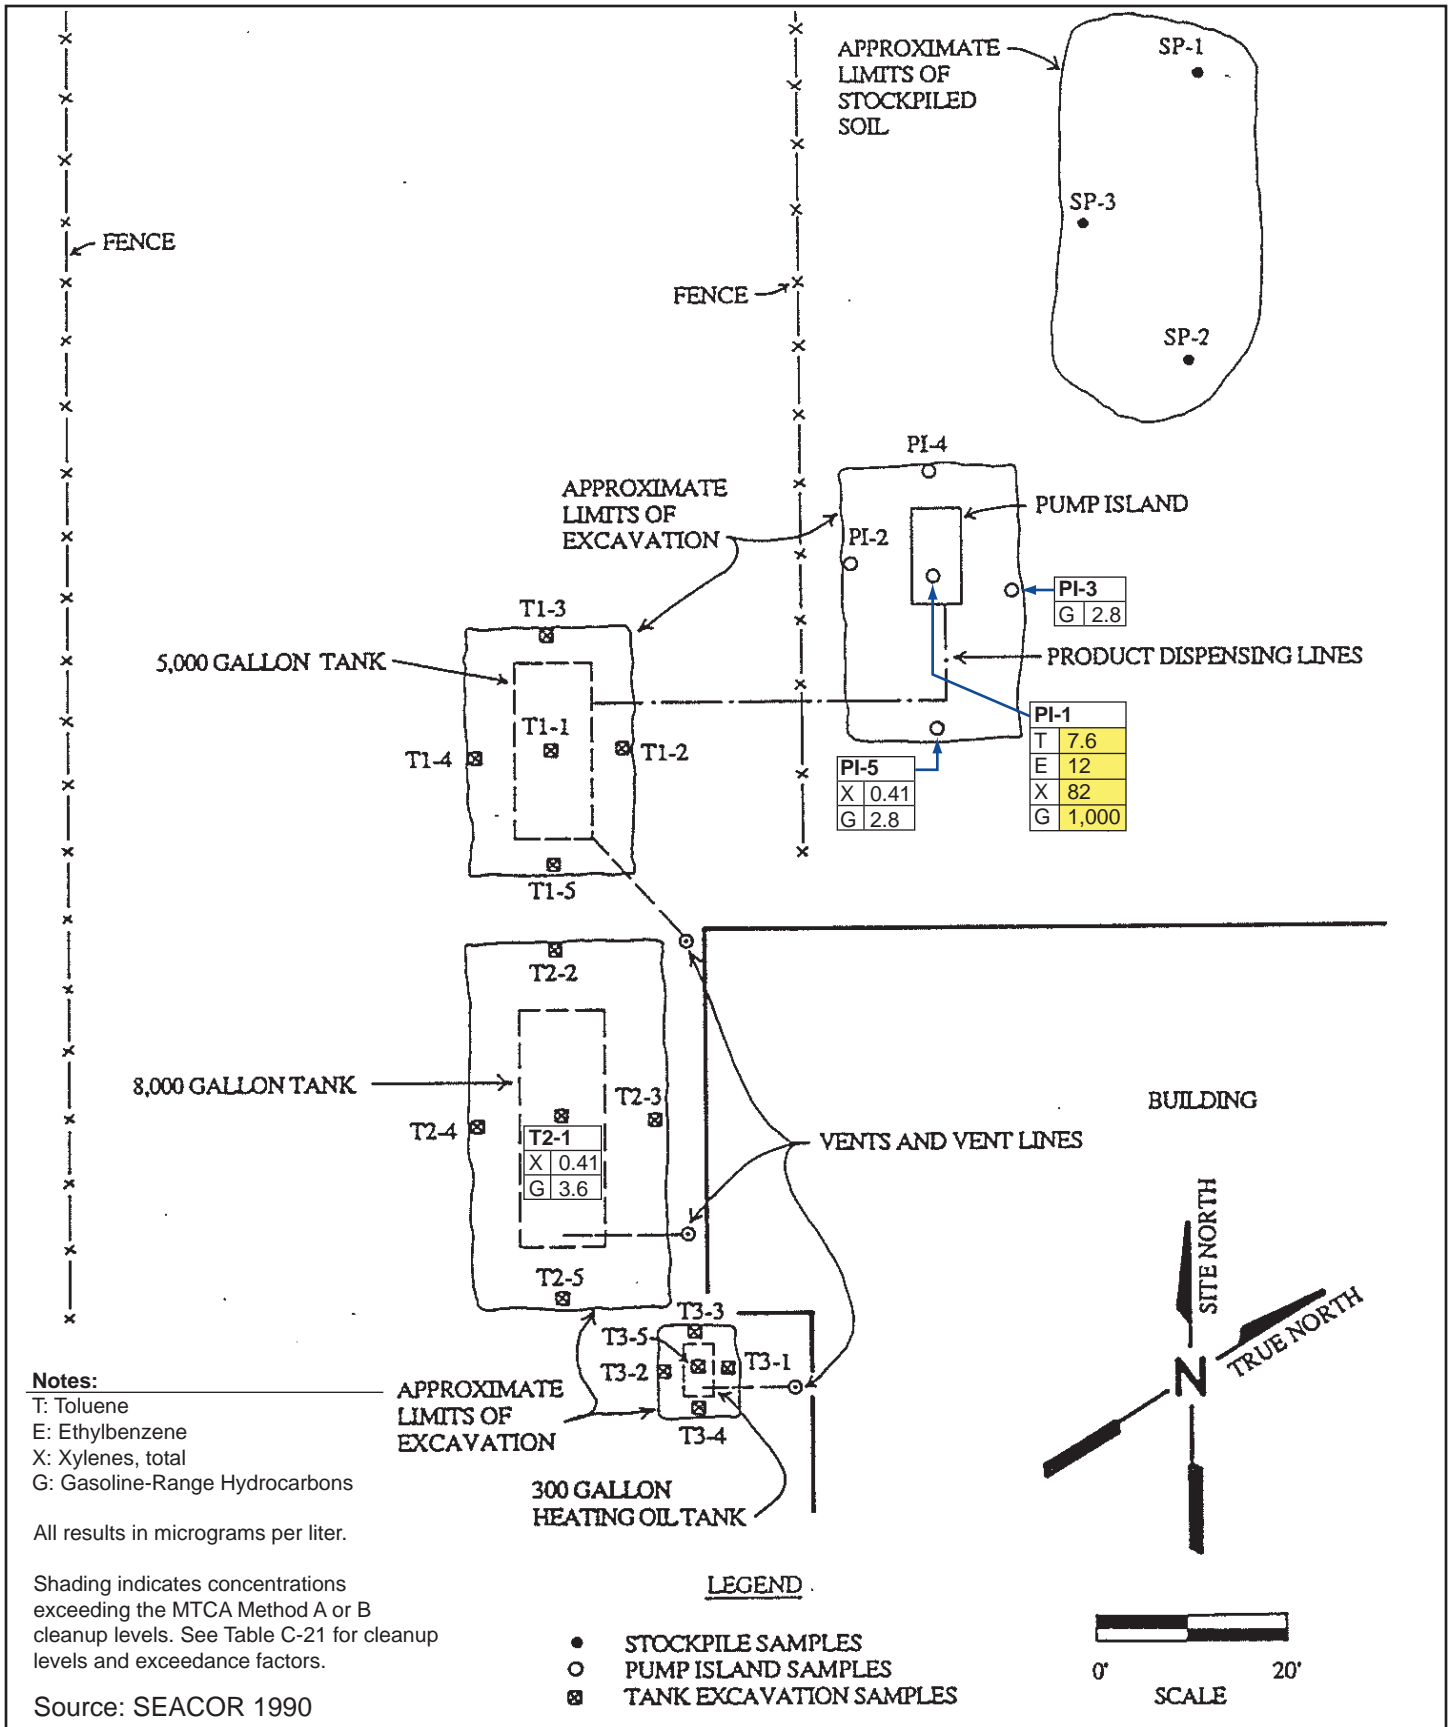 APPROXIMATE
LIMITS OF
STOCKPILED
SOIL
SP-1
SP-3
SP-2
FENCE
FENCE
PI-4
APPROXIMATE
LIMITS OF
EXCAVATION
PUMP ISLAND
PI-2
PI-3
G 2.8
T1-3
5,000 GALLON TANK
PRODUCT DISPENSING LINES
T1-1
T1-4
T1-2
PI-1
T 7.6
E 12
X 82
G 1,000
PI-5
X 0.41
G 2.8
T1-5
T2-2
8,000 GALLON TANK
T2-3
T2-4
T2-1
X 0.41
G 3.6
BUILDING
VENTS AND VENT LINES
T2-5
T3-3
T3-5
T3-1
T3-2
T3-4
APPROXIMATE
LIMITS OF
EXCAVATION
300 GALLON
HEATING OIL TANK
SITE NORTH
TRUE NORTH
N
Notes:
T: Toluene
E: Ethylbenzene
X: Xylenes, total
G: Gasoline-Range Hydrocarbons
All results in micrograms per liter.
Shading indicates concentrations
exceeding the MTCA Method A or B
cleanup levels. See Table C-21 for cleanup
levels and exceedance factors.
Source: SEACOR 1990
LEGEND
STOCKPILE SAMPLES
PUMP ISLAND SAMPLES
TANK EXCAVATION SAMPLES
0' 20'
SCALE